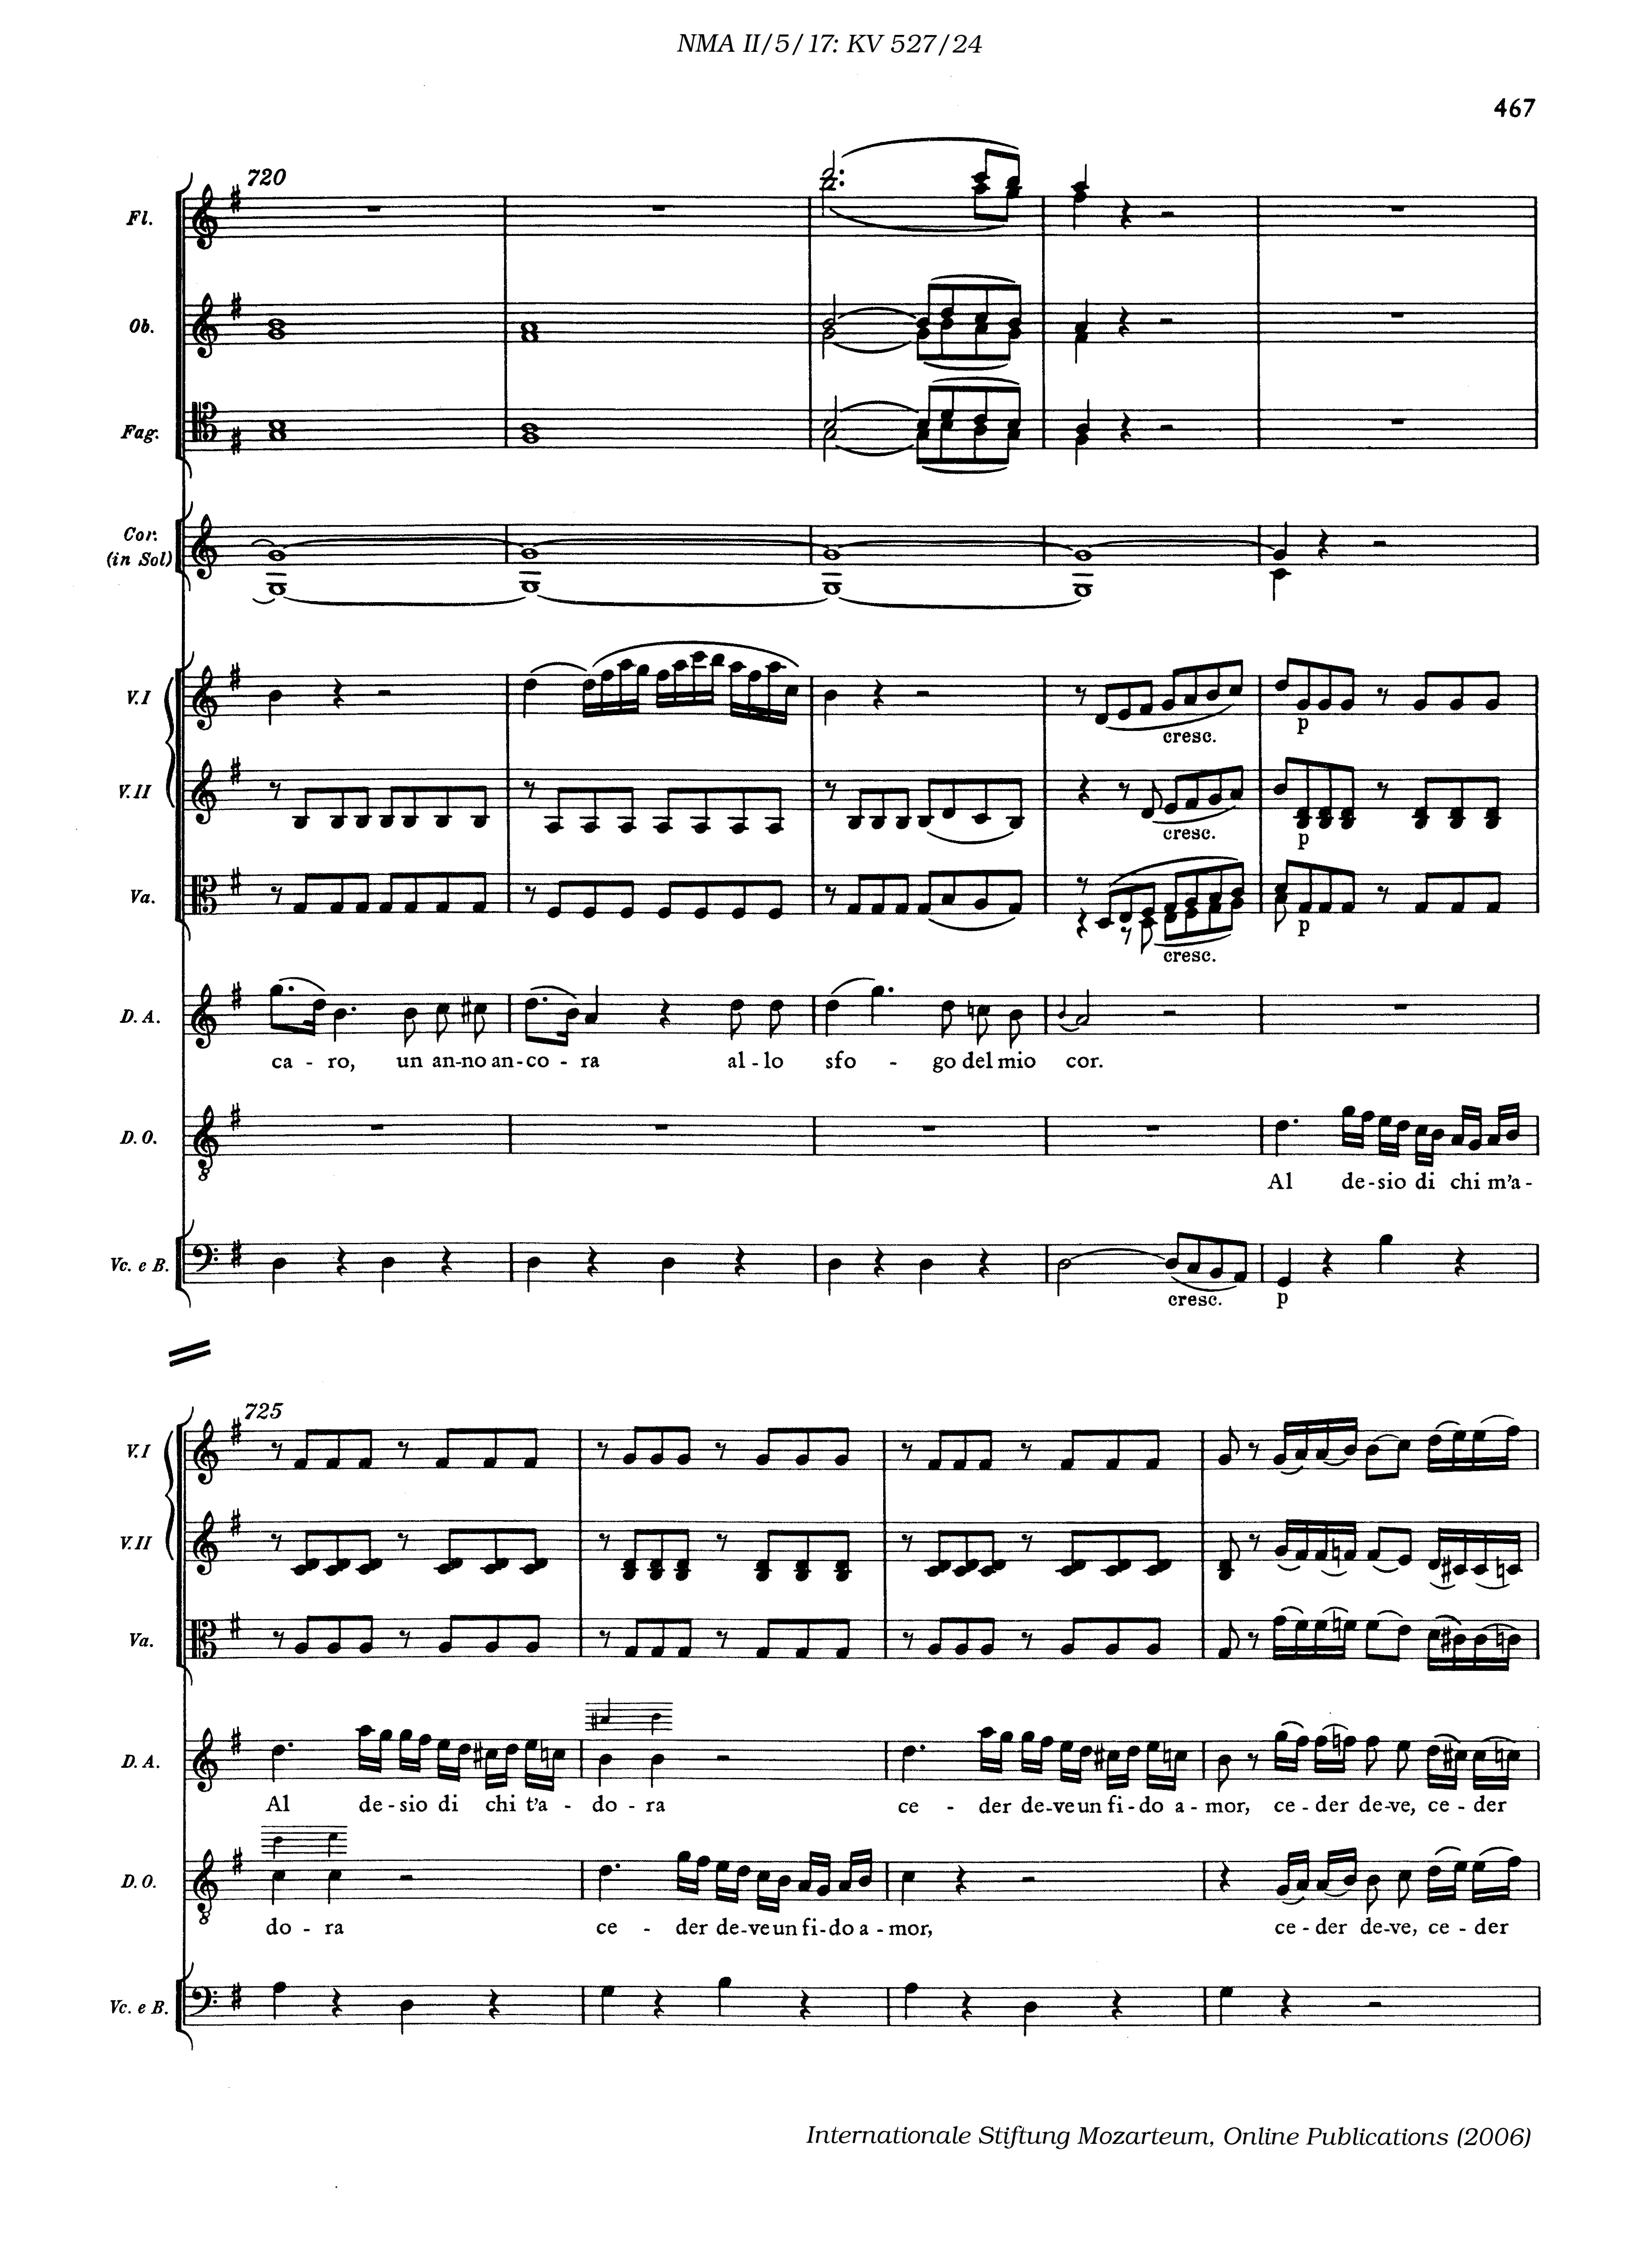 NMA II/5/17: KV 527/24
467
720
Fl.
Ob.
Fag.
Cor.
(in Sol)
V.I
cresc.
p
V.II
cresc.
p
Va.
cresc.
p
D. A.
ca - ro, un an-no an-co - ra al-lo sfo - go del mio cor.
D. O.
Al de-sio di chi m'a-
Vc. e B.
cresc.
p
725
V.I
V.II
Va.
D. A.
Al de-sio di chi t'a - do - ra ce - der de-ve un fi-do a-mor, ce - der de-ve, ce - der
D. O.
do - ra ce - der de-ve un fi-do a-mor, ce - der de-ve, ce - der
Vc. e B.
Internationale Stiftung Mozarteum, Online Publications (2006)